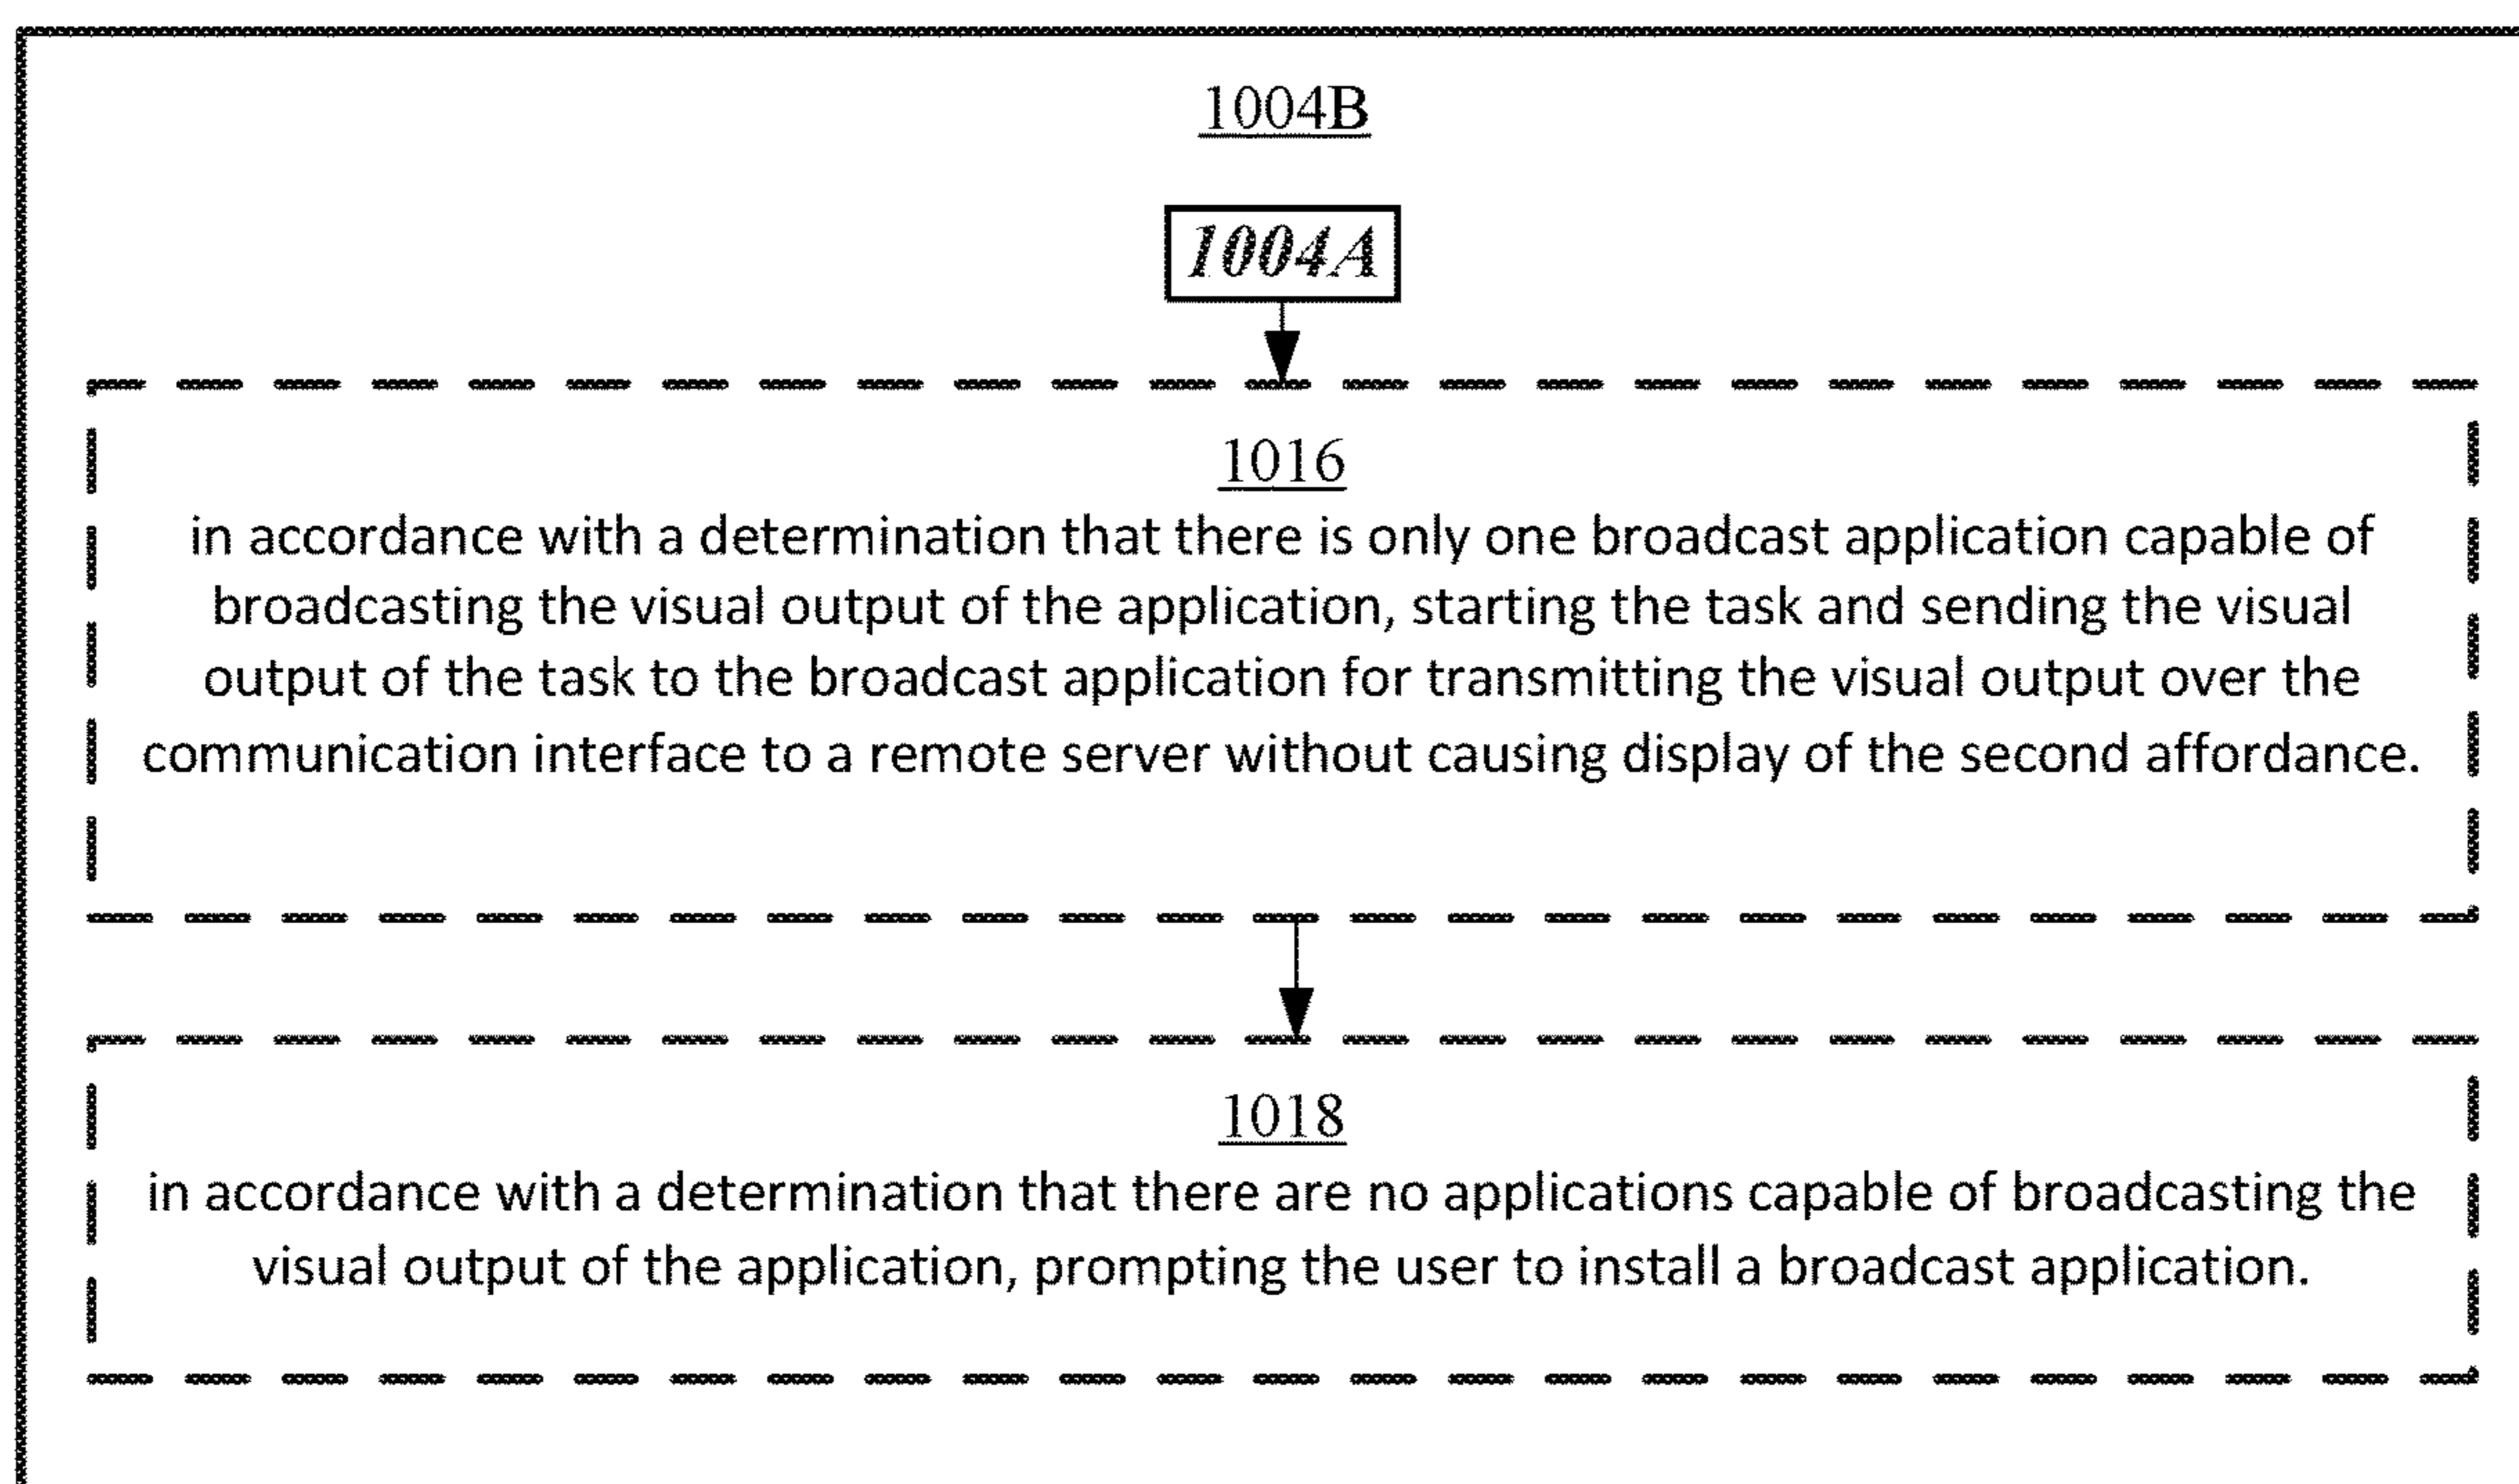 1004B
1004A
1016
in accordance with a determination that there is only one broadcast application capable of
broadcasting the visual output of the application, starting the task and sending the visual
output of the task to the broadcast application for transmitting the visual output over the
communication interface to a remote server without causing display of the second affordance.
1018
in accordance with a determination that there are no applications capable of broadcasting the
visual output of the application, prompting the user to install a broadcast application.